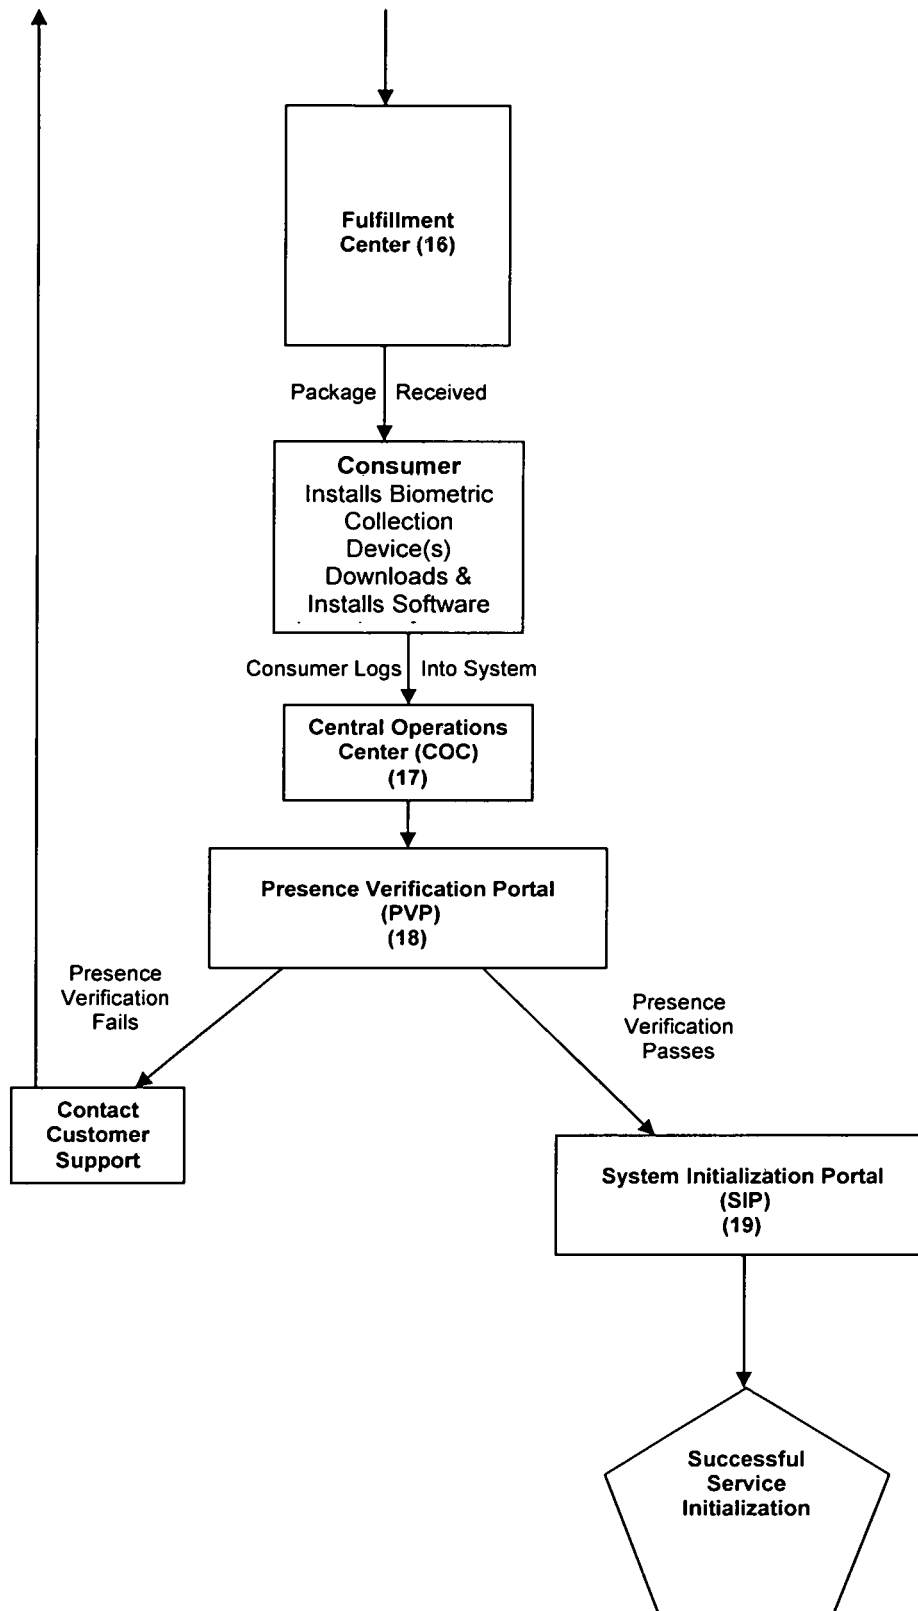 Fulfillment
Center (16)
Package Received
Consumer
Installs Biometric
Collection
Device(s)
Downloads &
Installs Software
Consumer Logs Into System
Central Operations
Center (COC)
(17)
Presence Verification Portal
(PVP)
(18)
Presence
Verification
Fails
Presence
Verification
Passes
Contact
Customer
Support
System Initialization Portal
(SIP)
(19)
Successful
Service
Initialization